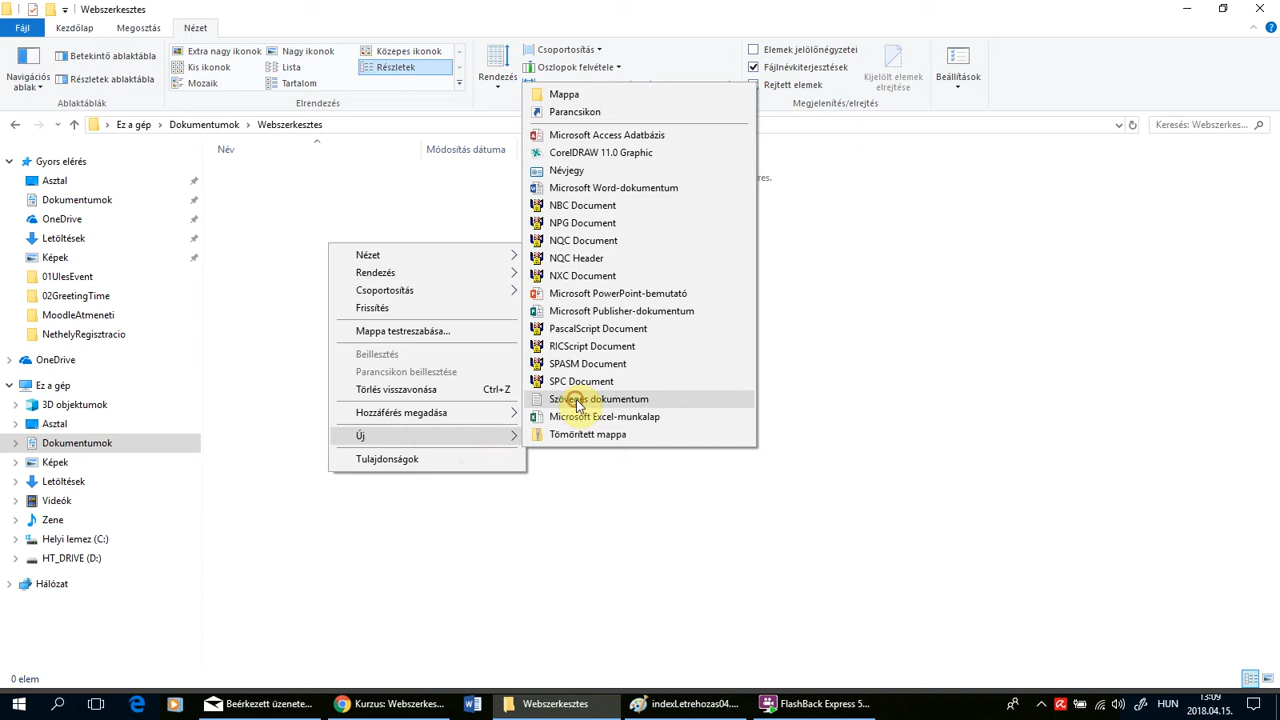 Webszerkesztes
Fájl Kezdőlap Megosztás Nézet
Navigációs ablak
Betekintő ablaktábla
Részletek ablaktábla
Ablaktáblák
Extra nagy ikonok Nagy ikonok Közepes ikonok
Kis ikonok Lista Részletek
Mozaik Tartalom
Elrendezés
Rendezés
Csoportosítás
Oszlopok felvétele
Elemek jelölőnégyzetei
Fájlnévkiterjesztések
Rejtett elemek
Kijelölt elemek elrejtése
Megjelenítés/elrejtés
Beállítások
Ez a gép Dokumentumok Webszerkesztes
Keresés: Webszerkes...
Név Módosítás dátuma
res.
Gyors elérés
Asztal
Dokumentumok
OneDrive
Letöltések
Képek
01UlesEvent
02GreetingTime
MoodleAtmeneti
NethelyRegisztracio
OneDrive
Ez a gép
3D objektumok
Asztal
Dokumentumok
Képek
Letöltések
Videók
Zene
Helyi lemez (C:)
HT_DRIVE (D:)
Hálózat
Nézet
Rendezés
Csoportosítás
Frissítés
Mappa testreszabása...
Beillesztés
Parancsikon beillesztése
Törlés visszavonása Ctrl+Z
Hozzáférés megadása
Új
Tulajdonságok
Mappa
Parancsikon
Microsoft Access Adatbázis
CorelDRAW 11.0 Graphic
Névjegy
Microsoft Word-dokumentum
NBC Document
NPG Document
NQC Document
NQC Header
NXC Document
Microsoft PowerPoint-bemutató
Microsoft Publisher-dokumentum
PascalScript Document
RICScript Document
SPASM Document
SPC Document
Szöveges dokumentum
Microsoft Excel-munkalap
Tömörített mappa
0 elem
Beérkezett üzenete...
Kurzus: Webszerkes...
Webszerkesztes
indexLetrehozas04....
FlashBack Express 5...
HUN
13:09
2018.04.15.